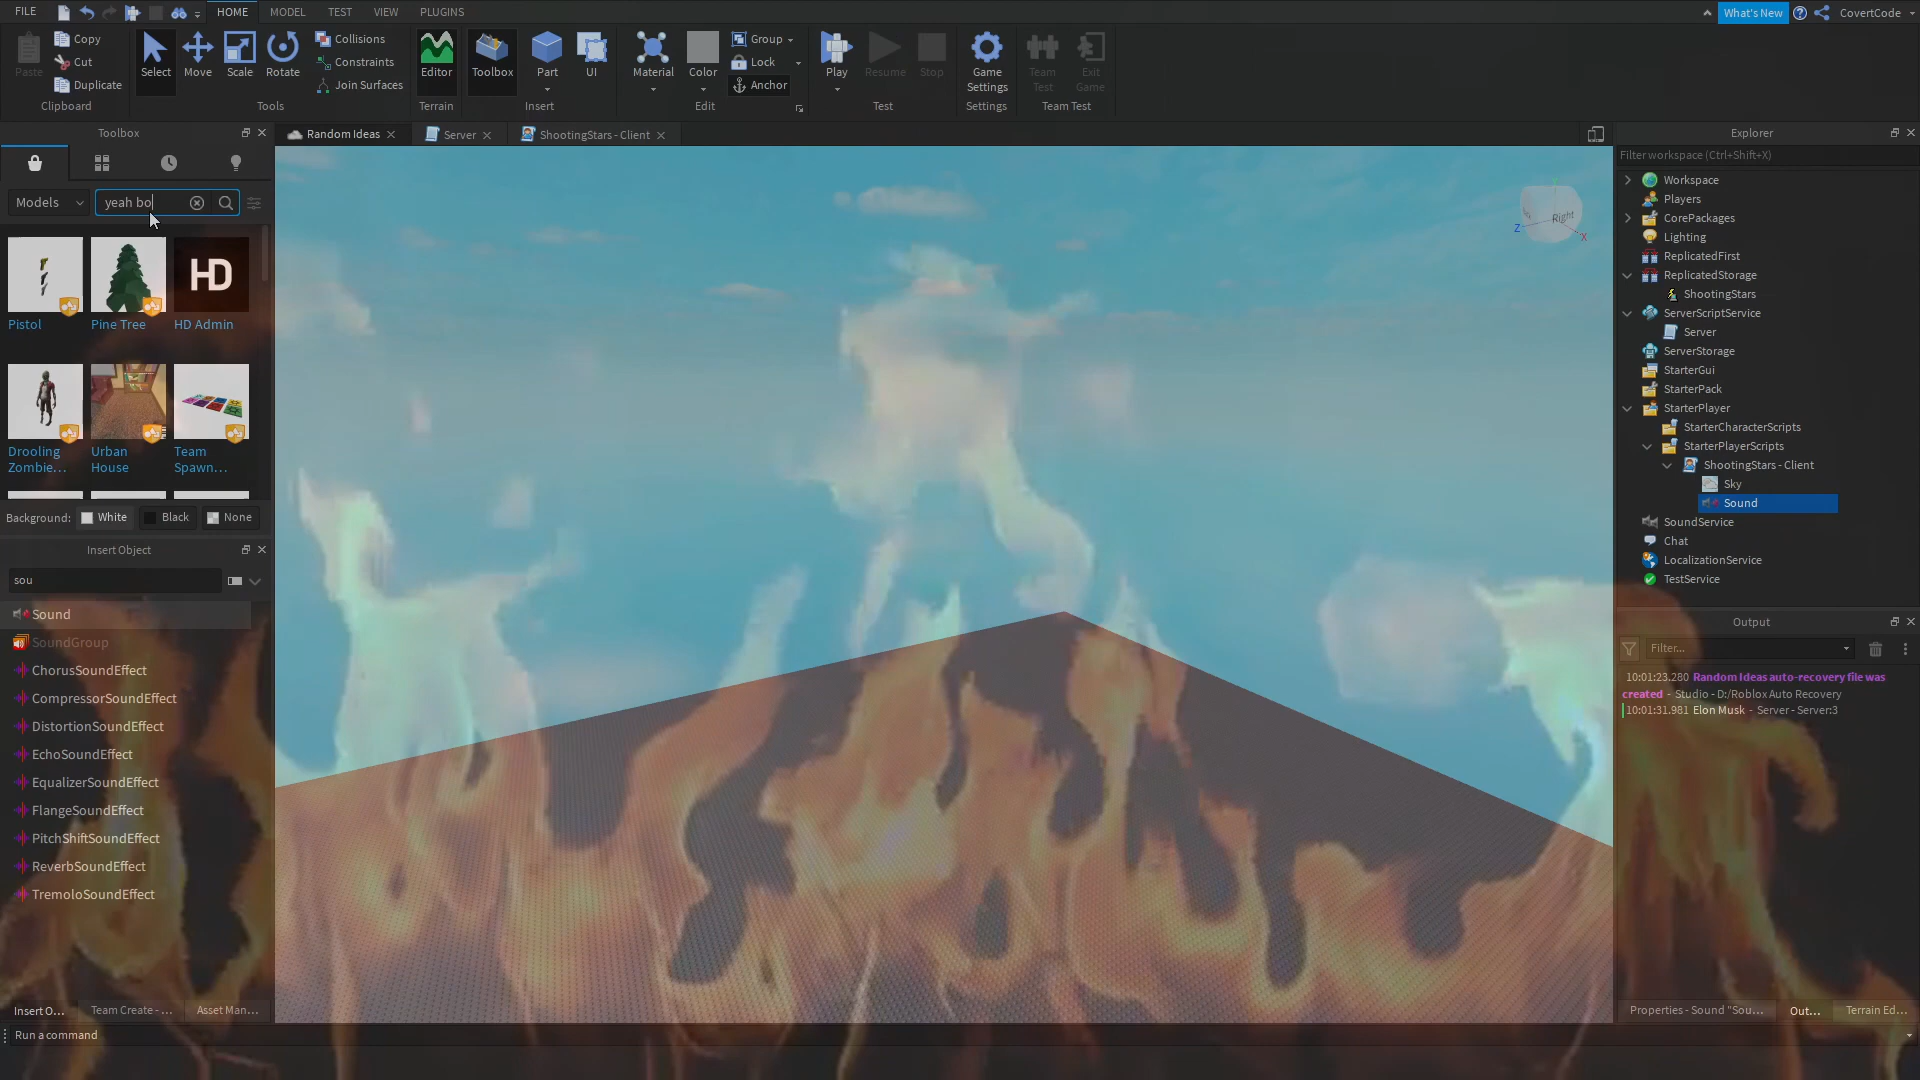 FILE
HOME
MODEL
TEST
VIEW
PLUGINS
What's New
CovertCode
Paste
Copy
Cut
Duplicate
Clipboard
Select
Move
Scale
Rotate
Collisions
Constraints
Join Surfaces
Tools
Editor
Terrain
Toolbox
Part
UI
Insert
Material
Color
Group
Lock
Anchor
Edit
Play
Resume
Stop
Test
Game
Settings
Settings
Team
Test
Exit
Game
Team Test
Toolbox
Models
yeah bo
Pistol
Pine Tree
HD
HD Admin
Drooling
Zombie...
Urban
House
Team
Spawn...
Background:
White
Black
None
Insert Object
sou
Sound
SoundGroup
ChorusSoundEffect
CompressorSoundEffect
DistortionSoundEffect
EchoSoundEffect
EqualizerSoundEffect
FlangeSoundEffect
PitchShiftSoundEffect
ReverbSoundEffect
TremoloSoundEffect
Insert O...
Team Create - ...
Asset Man...
Run a command
Random Ideas
Server
ShootingStars - Client
Right
Z
X
Explorer
Filter workspace (Ctrl+Shift+X)
Workspace
Players
CorePackages
Lighting
ReplicatedFirst
ReplicatedStorage
ShootingStars
ServerScriptService
Server
ServerStorage
StarterGui
StarterPack
StarterPlayer
StarterCharacterScripts
StarterPlayerScripts
ShootingStars - Client
Sky
Sound
SoundService
Chat
LocalizationService
TestService
Output
Filter...
10:01:23.280 Random Ideas auto-recovery file was
created - Studio - D:/Roblox Auto Recovery
10:01:31.981 Elon Musk - Server - Server:3
Properties - Sound "Sou...
Out...
Terrain Ed...